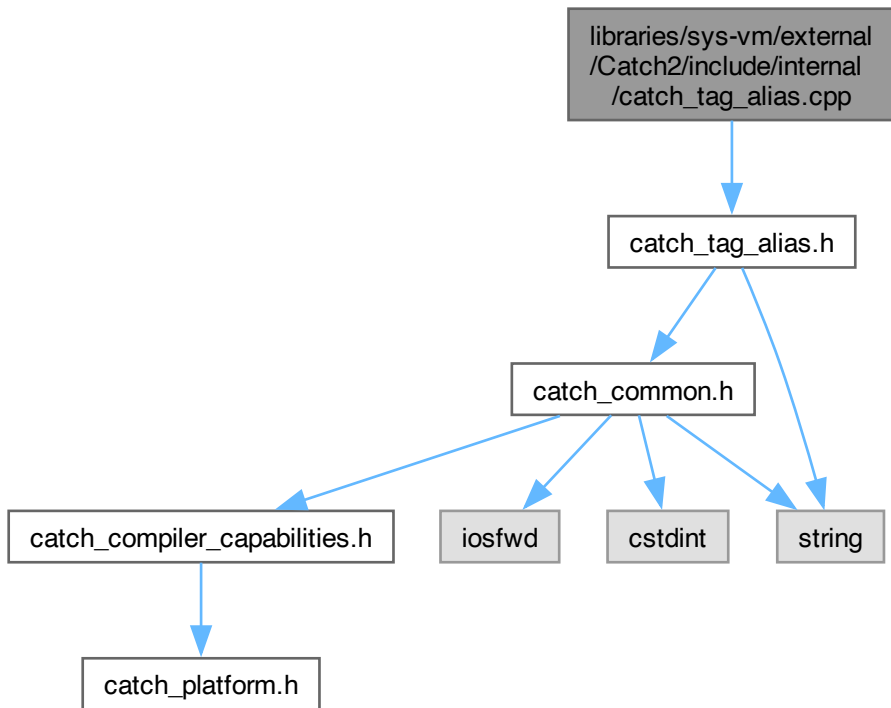 libraries/sys-vm/external
/Catch2/include/internal
/catch_tag_alias.cpp
catch_tag_alias.h
catch_common.h
catch_compiler_capabilities.h
iosfwd
cstdint
string
catch_platform.h